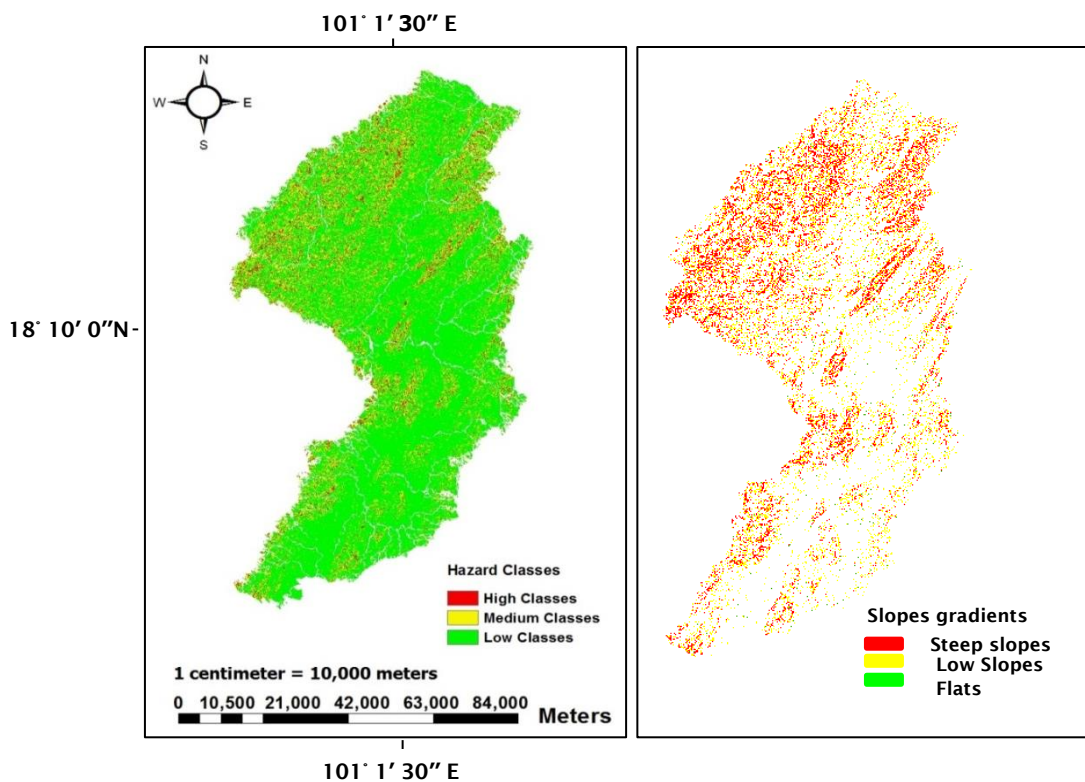 101° 1' 30" E
N
W E
S
18° 10' 0"N-
Hazard Classes
High Classes
Medium Classes
Low Classes
1 centimeter = 10,000 meters
0 10,500 21,000 42,000 63,000 84,000
Meters
Slopes gradients
Steep slopes
Low Slopes
Flats
101° 1' 30" E